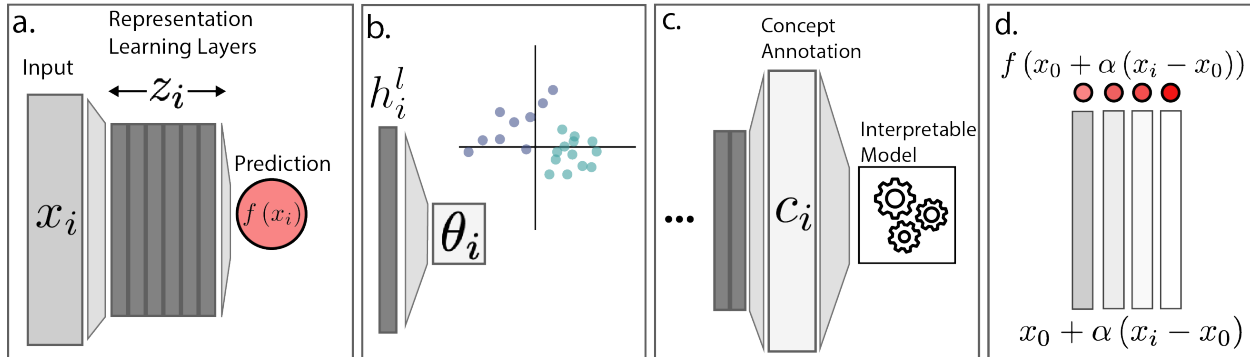 a.
Representation
Learning Layers
Input
z_i
x_i
Prediction
f (x_i)
b.
h_i^l
θ_i
c.
Concept
Annotation
...
c_i
Interpretable
Model
d.
f (x_0 + α (x_i − x_0))
x_0 + α (x_i − x_0)